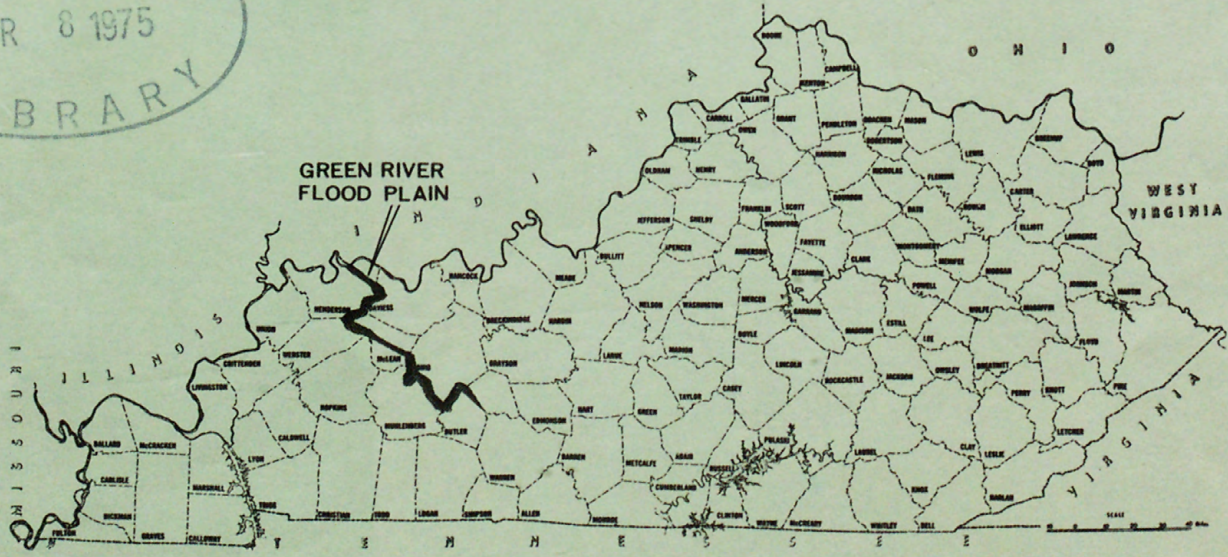 R 8 1975
BRARY
GREEN RIVER
FLOOD PLAIN
OHIO
INDIANA
ILLINOIS
MISSOURI
TENNESSEE
WEST
VIRGINIA
VIRGINIA
BOONE
KENTON
CAMPBELL
GALLATIN
CARROLL
OWEN
GRANT
PENDLETON
BRACKEN
MASON
ROBERTSON
LEWIS
GREENUP
BOYD
TRIMBLE
HENRY
OLDHAM
HARRISON
NICHOLAS
FLEMING
CARTER
ROWAN
ELLIOTT
LAWRENCE
JEFFERSON
SHELBY
FRANKLIN
SCOTT
BOURBON
BATH
WOODFORD
FAYETTE
SPENCER
ANDERSON
CLARK
MONTGOMERY
MENIFEE
MORGAN
JOHNSON
MARTIN
BULLITT
JESSAMINE
POWELL
WOLFE
MAGOFFIN
NELSON
WASHINGTON
MERCER
GARRARD
MADISON
ESTILL
LEE
FLOYD
MEADE
HANCOCK
BRECKINRIDGE
HARDIN
HENDERSON
DAVIESS
UNION
WEBSTER
McLEAN
OHIO
GRAYSON
LARUE
MARION
BOYLE
LINCOLN
ROCKCASTLE
JACKSON
OWSLEY
BREATHITT
PERRY
KNOTT
PIKE
CRITTENDEN
LIVINGSTON
HOPKINS
MUHLENBERG
BUTLER
EDMONSON
HART
GREEN
TAYLOR
CASEY
PULASKI
LAUREL
CLAY
LESLIE
LETCHER
BALLARD
McCRACKEN
CALDWELL
LYON
WARREN
BARREN
METCALFE
ADAIR
RUSSELL
CARLISLE
MARSHALL
CUMBERLAND
KNOX
HARLAN
HICKMAN
TRIGG
FULTON
GRAVES
CALLOWAY
CHRISTIAN
TODD
LOGAN
SIMPSON
ALLEN
MONROE
CLINTON
WAYNE
McCREARY
WHITLEY
BELL
SCALE